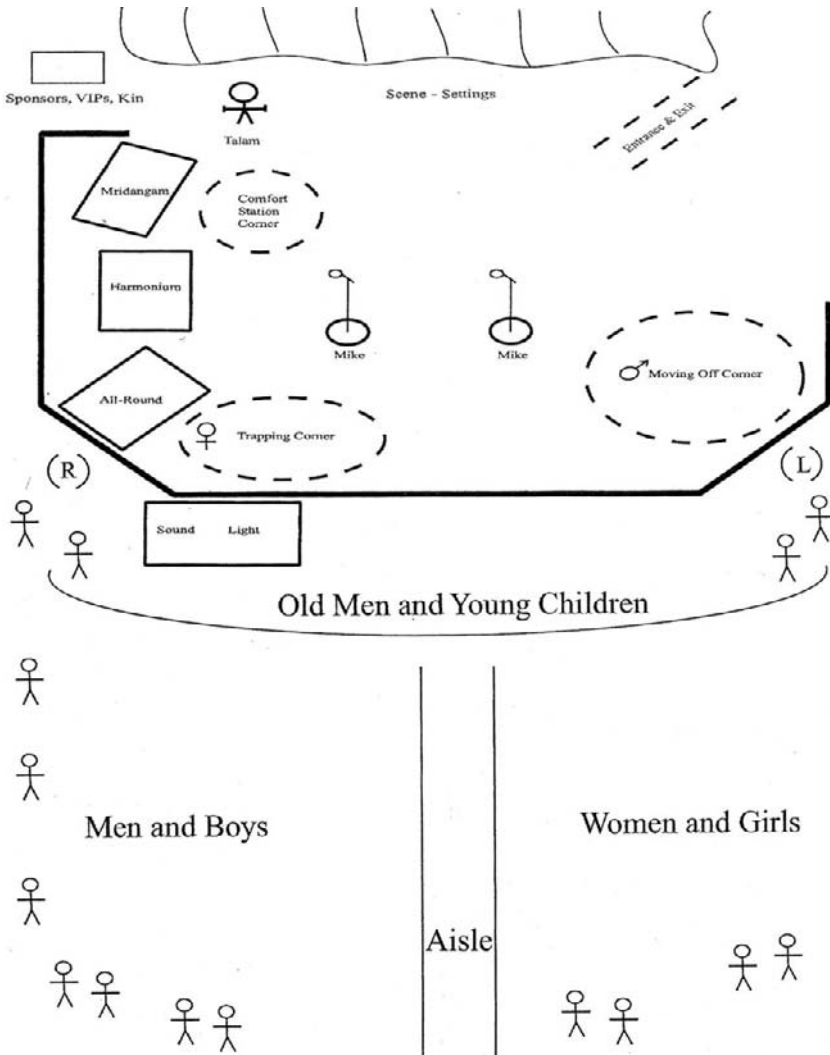 Sponsors, VIPs, Kin
Scene - Settings
Entrance & Exit
Talam
Mridangam
Comfort
Station
Corner
Harmonium
Mike
Mike
Moving Off Corner
All-Round
Trapping Corner
(R)
(L)
Sound Light
Old Men and Young Children
Men and Boys
Women and Girls
Aisle